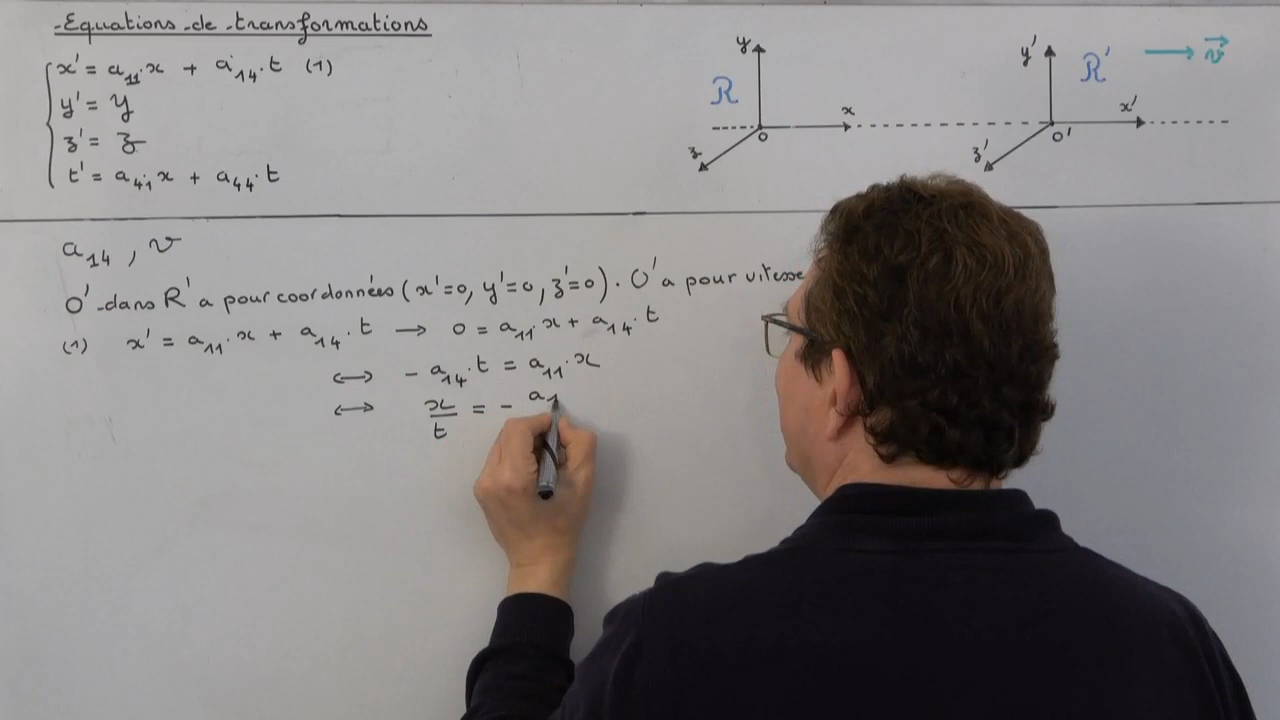 Equations de transformations
x' = a₁₁.x + a₁₄.t (1)
y' = y
z' = z
t' = a₄₁.x + a₄₄.t
y
R
x
o
z
y'
R'
v⃗
x'
o'
z'
a₁₄ , v
O' dans R' a pour coordonnées (x'=0, y'=0, z'=0). O' a pour vitesse
(1) x' = a₁₁.x + a₁₄.t → 0 = a₁₁.x + a₁₄.t
⟺ - a₁₄.t = a₁₁.x
⟺ x/t = - a₁